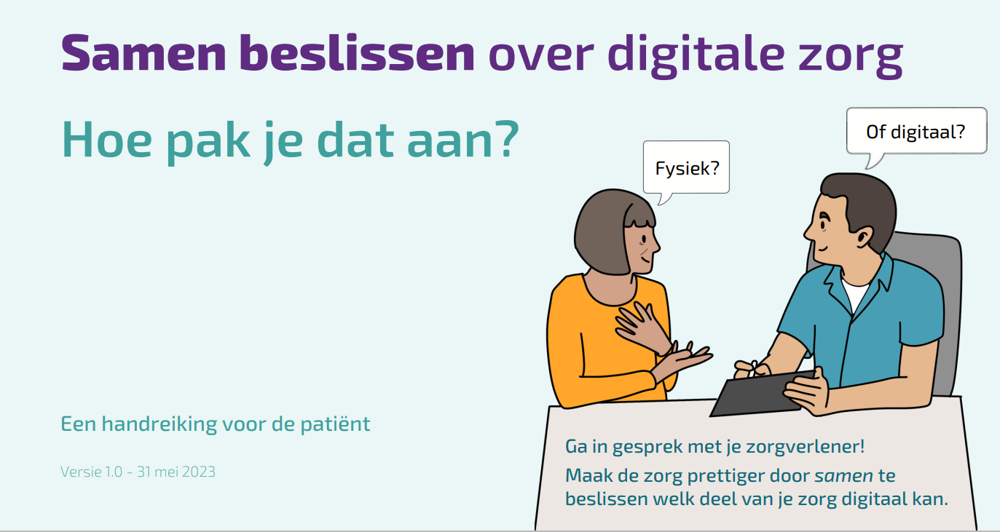 Samen beslissen over digitale zorg
Hoe pak je dat aan?
Of digitaal?
Fysiek?
Een handreiking voor de patiënt
Versie 1.0 - 31 mei 2023
Ga in gesprek met je zorgverlener!
Maak de zorg prettiger door samen te
beslissen welk deel van je zorg digitaal kan.